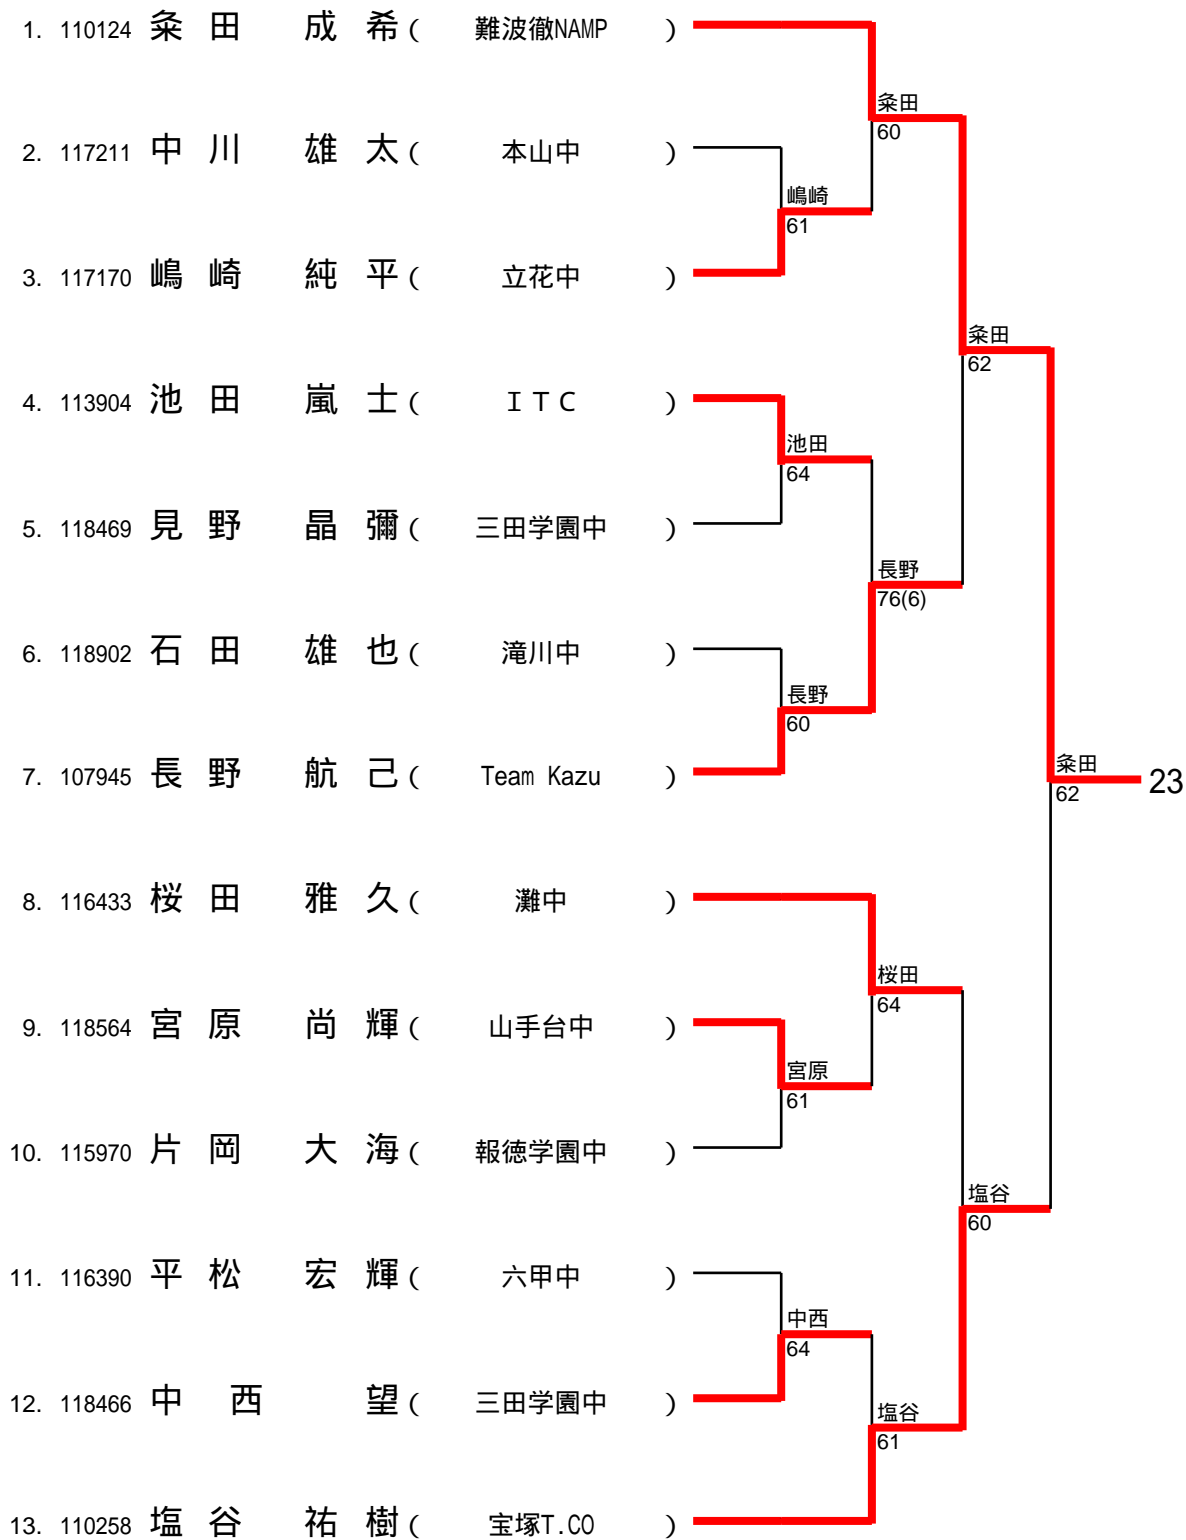 1. 110124 粂田 成希( 難波徹NAMP )
粂田
60
2. 117211 中川 雄太( 本山中 )
嶋崎
61
3. 117170 嶋崎 純平( 立花中 )
粂田
62
4. 113904 池田 嵐士( ＩＴＣ )
池田
64
5. 118469 見野 晶彌( 三田学園中 )
長野
76(6)
6. 118902 石田 雄也( 滝川中 )
長野
60
7. 107945 長野 航己( Team Kazu )
粂田
62
23
8. 116433 桜田 雅久( 灘中 )
桜田
64
9. 118564 宮原 尚輝( 山手台中 )
宮原
61
10. 115970 片岡 大海( 報徳学園中 )
塩谷
60
11. 116390 平松 宏輝( 六甲中 )
中西
64
12. 118466 中西 望( 三田学園中 )
塩谷
61
13. 110258 塩谷 祐樹( 宝塚T.CO )